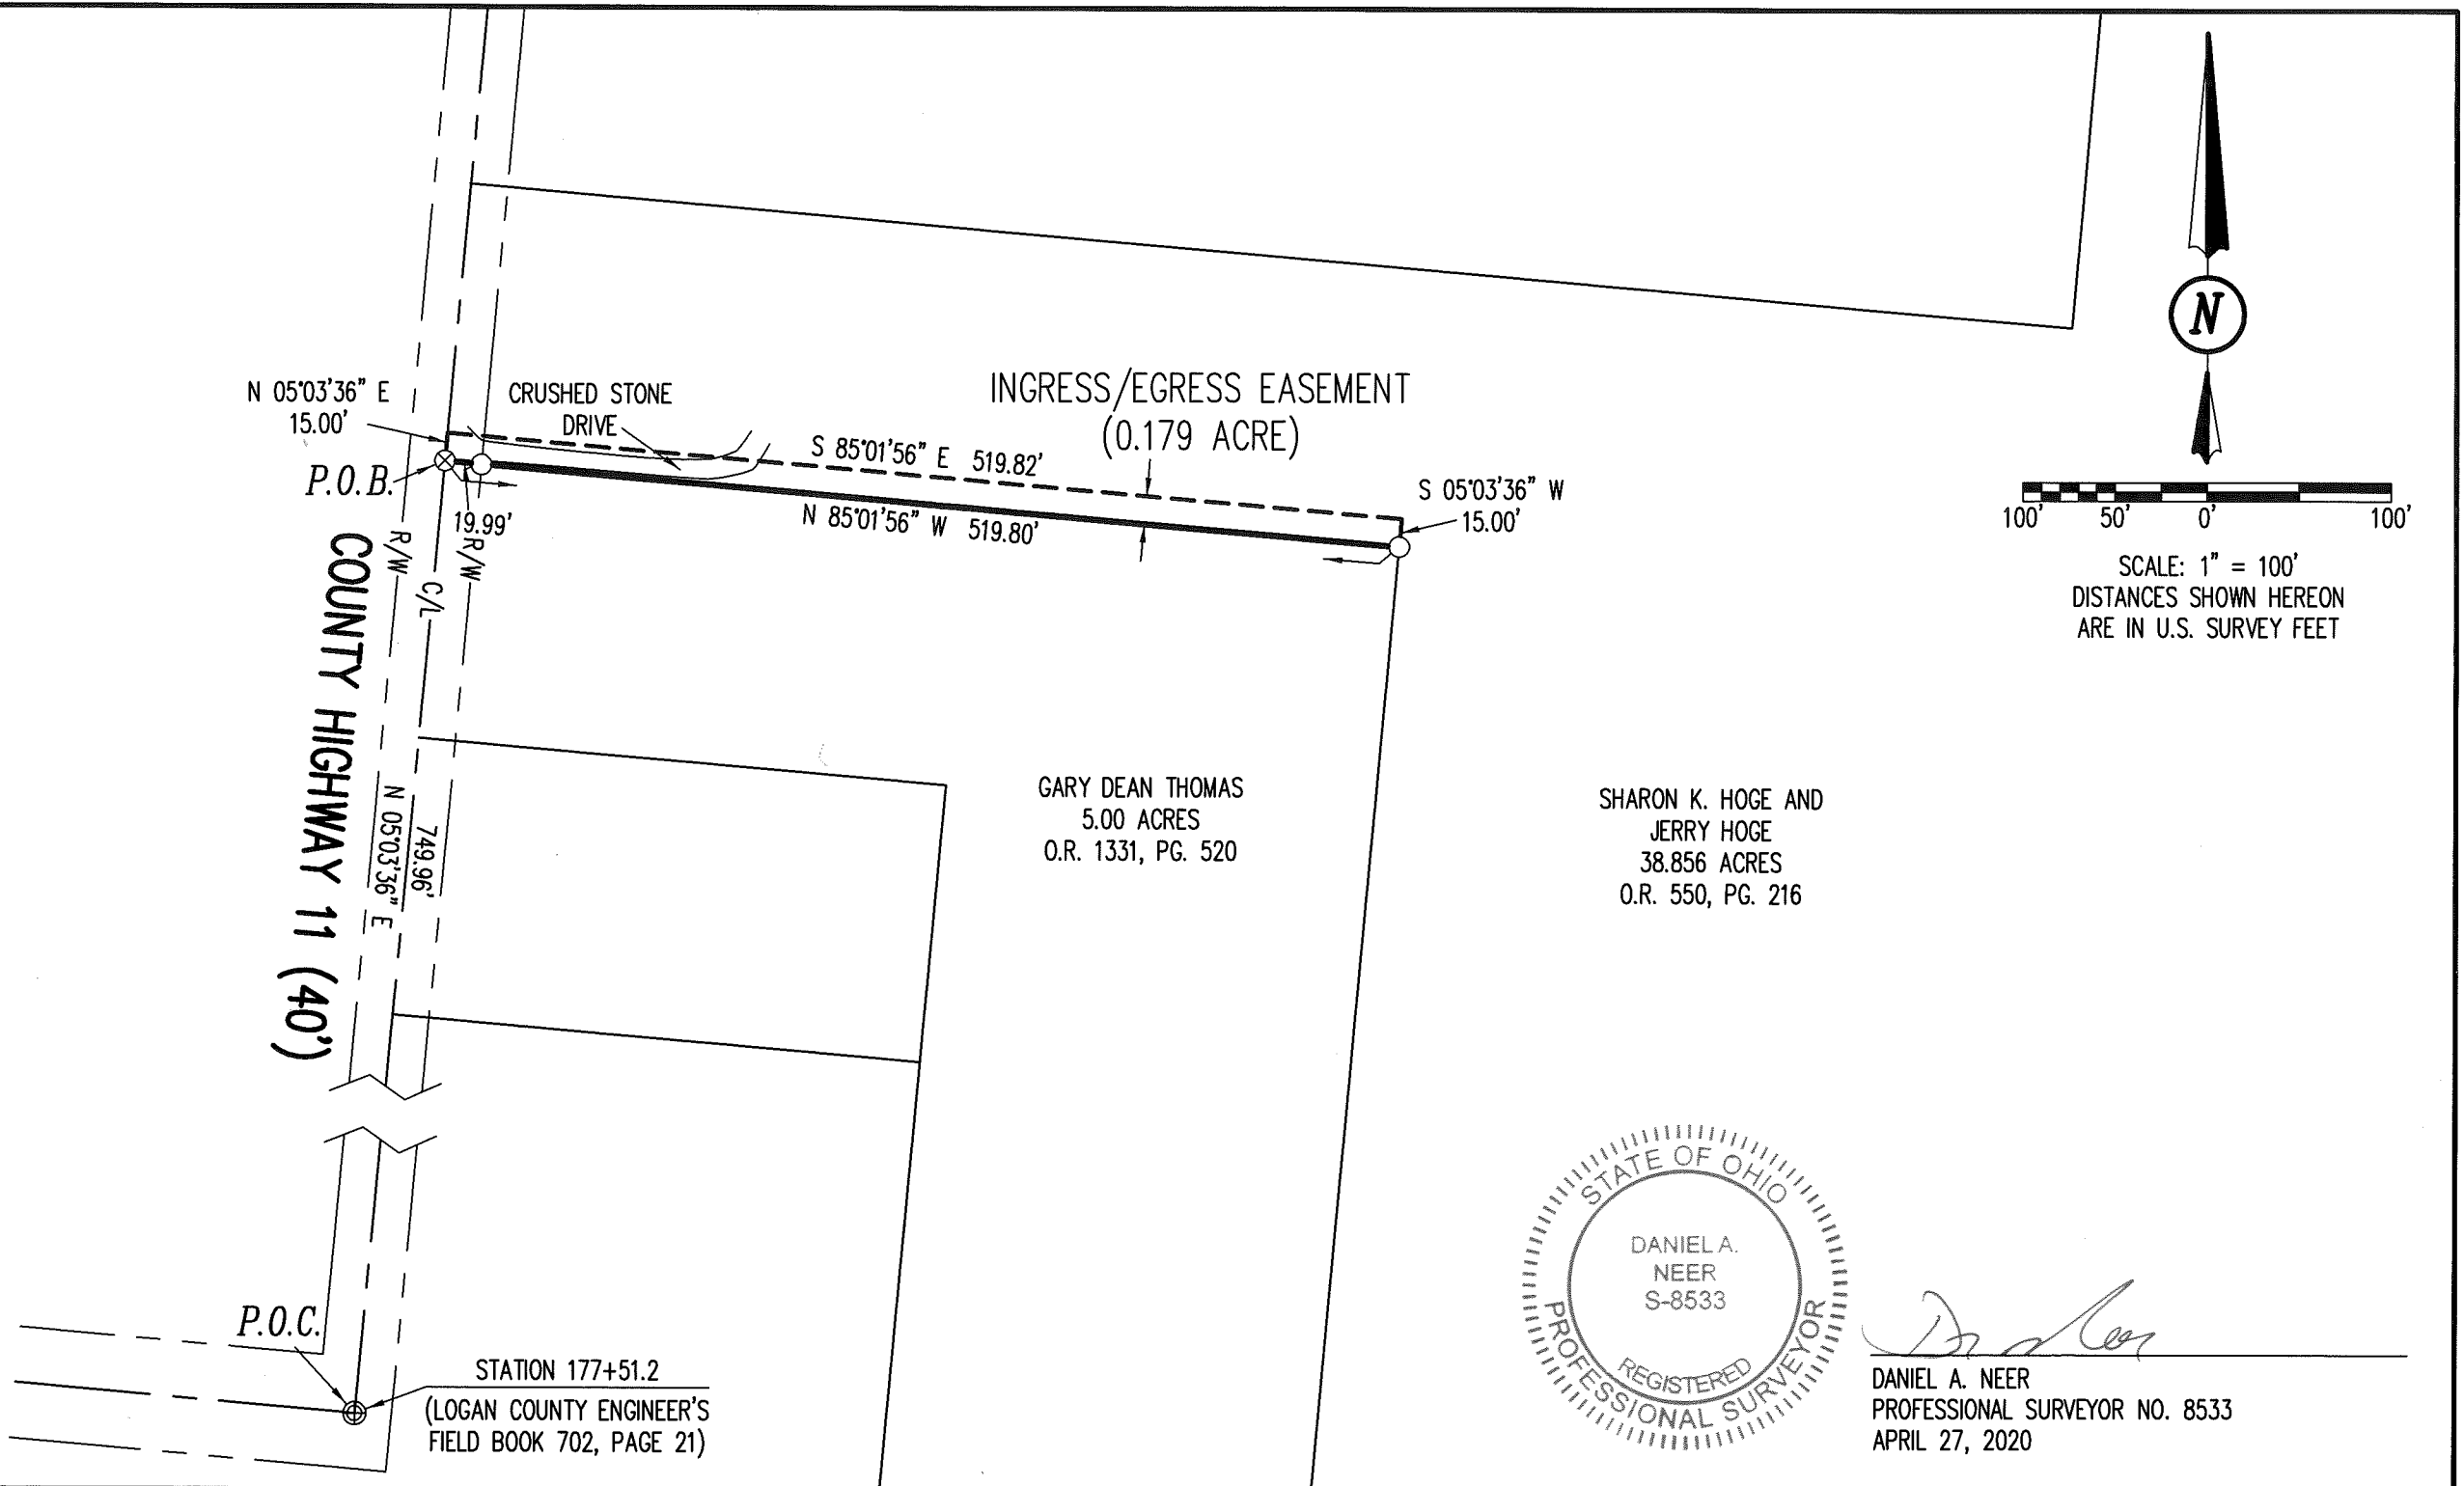 N 05°03'36" E
15.00'
CRUSHED STONE
DRIVE
INGRESS/EGRESS EASEMENT
(0.179 ACRE)
S 85°01'56" E 519.82'
P.O.B.
19.99'
N 85°01'56" W 519.80'
S 05°03'36" W
15.00'
N
100' 50' 0' 100'
SCALE: 1" = 100'
DISTANCES SHOWN HEREON
ARE IN U.S. SURVEY FEET
R/W
C/L
R/W
COUNTY HIGHWAY 11 (40')
749.96'
N 05°03'36" E
GARY DEAN THOMAS
5.00 ACRES
O.R. 1331, PG. 520
SHARON K. HOGE AND
JERRY HOGE
38.856 ACRES
O.R. 550, PG. 216
P.O.C.
STATION 177+51.2
(LOGAN COUNTY ENGINEER'S
FIELD BOOK 702, PAGE 21)
STATE OF OHIO
DANIEL A.
NEER
S-8533
REGISTERED
PROFESSIONAL SURVEYOR
DANIEL A. NEER
PROFESSIONAL SURVEYOR NO. 8533
APRIL 27, 2020